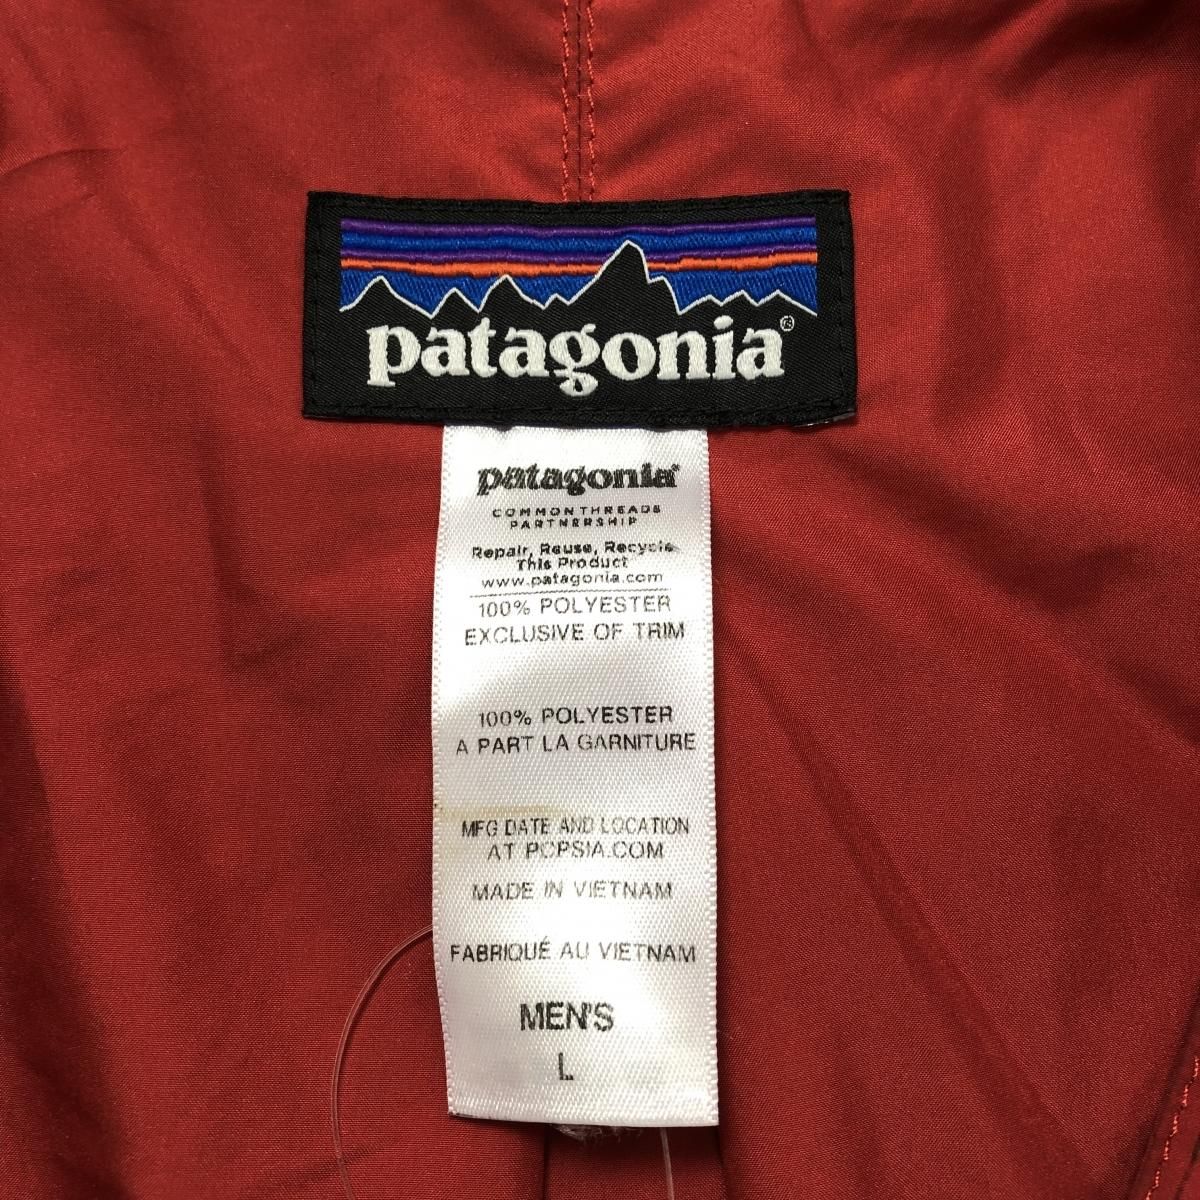 patagonia®
patagonia®
COMMON THREADS
PARTNERSHIP
Repair, Reuse, Recycle
This Product
www.patagonia.com
100% POLYESTER
EXCLUSIVE OF TRIM
100% POLYESTER
A PART LA GARNITURE
MFG DATE AND LOCATION
AT PCPSIA.COM
MADE IN VIETNAM
FABRIQUÉ AU VIETNAM
MEN'S
L